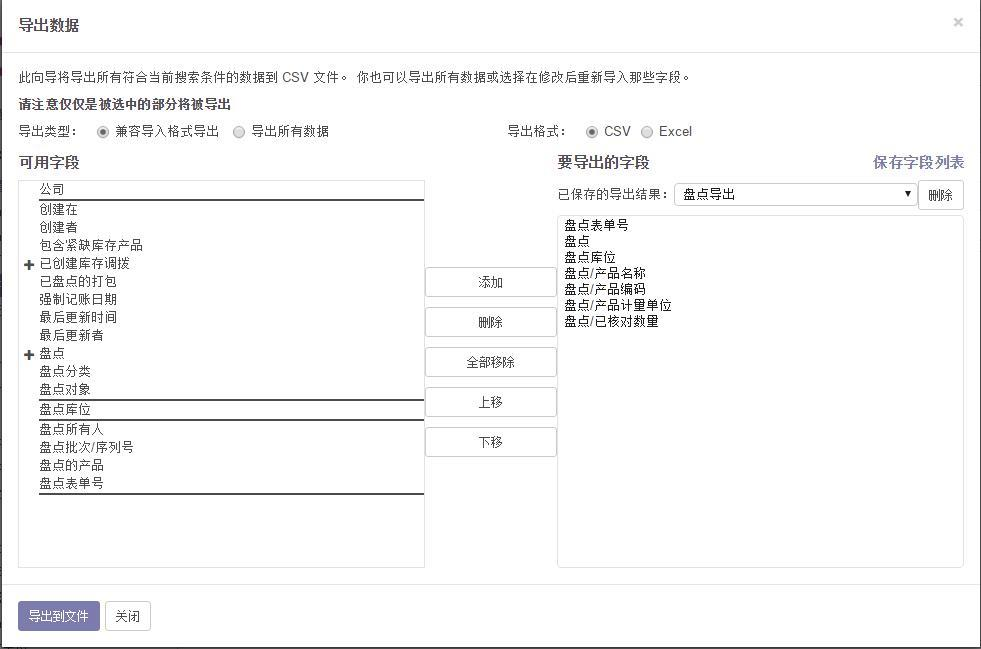 导出数据
×
此向导将导出所有符合当前搜索条件的数据到 CSV 文件。 你也可以导出所有数据或选择在修改后重新导入那些字段。
请注意仅仅是被选中的部分将被导出
导出类型： 兼容导入格式导出 导出所有数据 导出格式： CSV Excel
可用字段
公司
创建在
创建者
包含紧缺库存产品
已创建库存调拨
已盘点的打包
强制记账日期
最后更新时间
最后更新者
盘点
盘点分类
盘点对象
盘点库位
盘点所有人
盘点批次/序列号
盘点的产品
盘点表单号
添加
删除
全部移除
上移
下移
要导出的字段 保存字段列表
已保存的导出结果： 盘点导出 删除
盘点表单号
盘点
盘点库位
盘点/产品名称
盘点/产品编码
盘点/产品计量单位
盘点/已核对数量
导出到文件 关闭